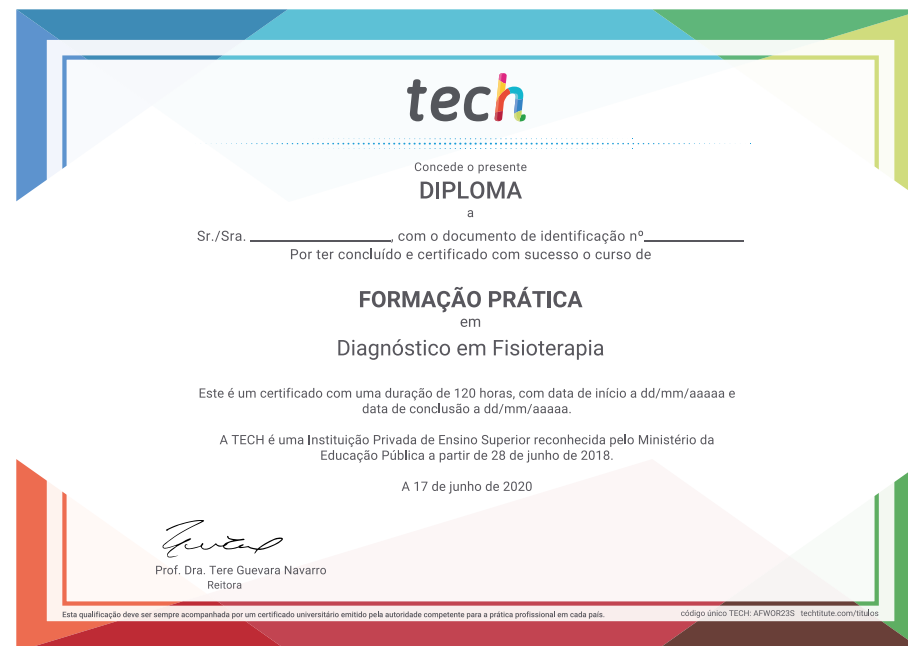 tech
Concede o presente
DIPLOMA
a
Sr./Sra. ____________________, com o documento de identificação nº______________
Por ter concluído e certificado com sucesso o curso de
FORMAÇÃO PRÁTICA
em
Diagnóstico em Fisioterapia
Este é um certificado com uma duração de 120 horas, com data de início a dd/mm/aaaaa e
data de conclusão a dd/mm/aaaaa.
A TECH é uma Instituição Privada de Ensino Superior reconhecida pelo Ministério da
Educação Pública a partir de 28 de junho de 2018.
A 17 de junho de 2020
Prof. Dra. Tere Guevara Navarro
Reitora
Esta qualificação deve ser sempre acompanhada por um certificado universitário emitido pela autoridade competente para a prática profissional em cada país.
código único TECH: AFWOR23S techtitute.com/titulos